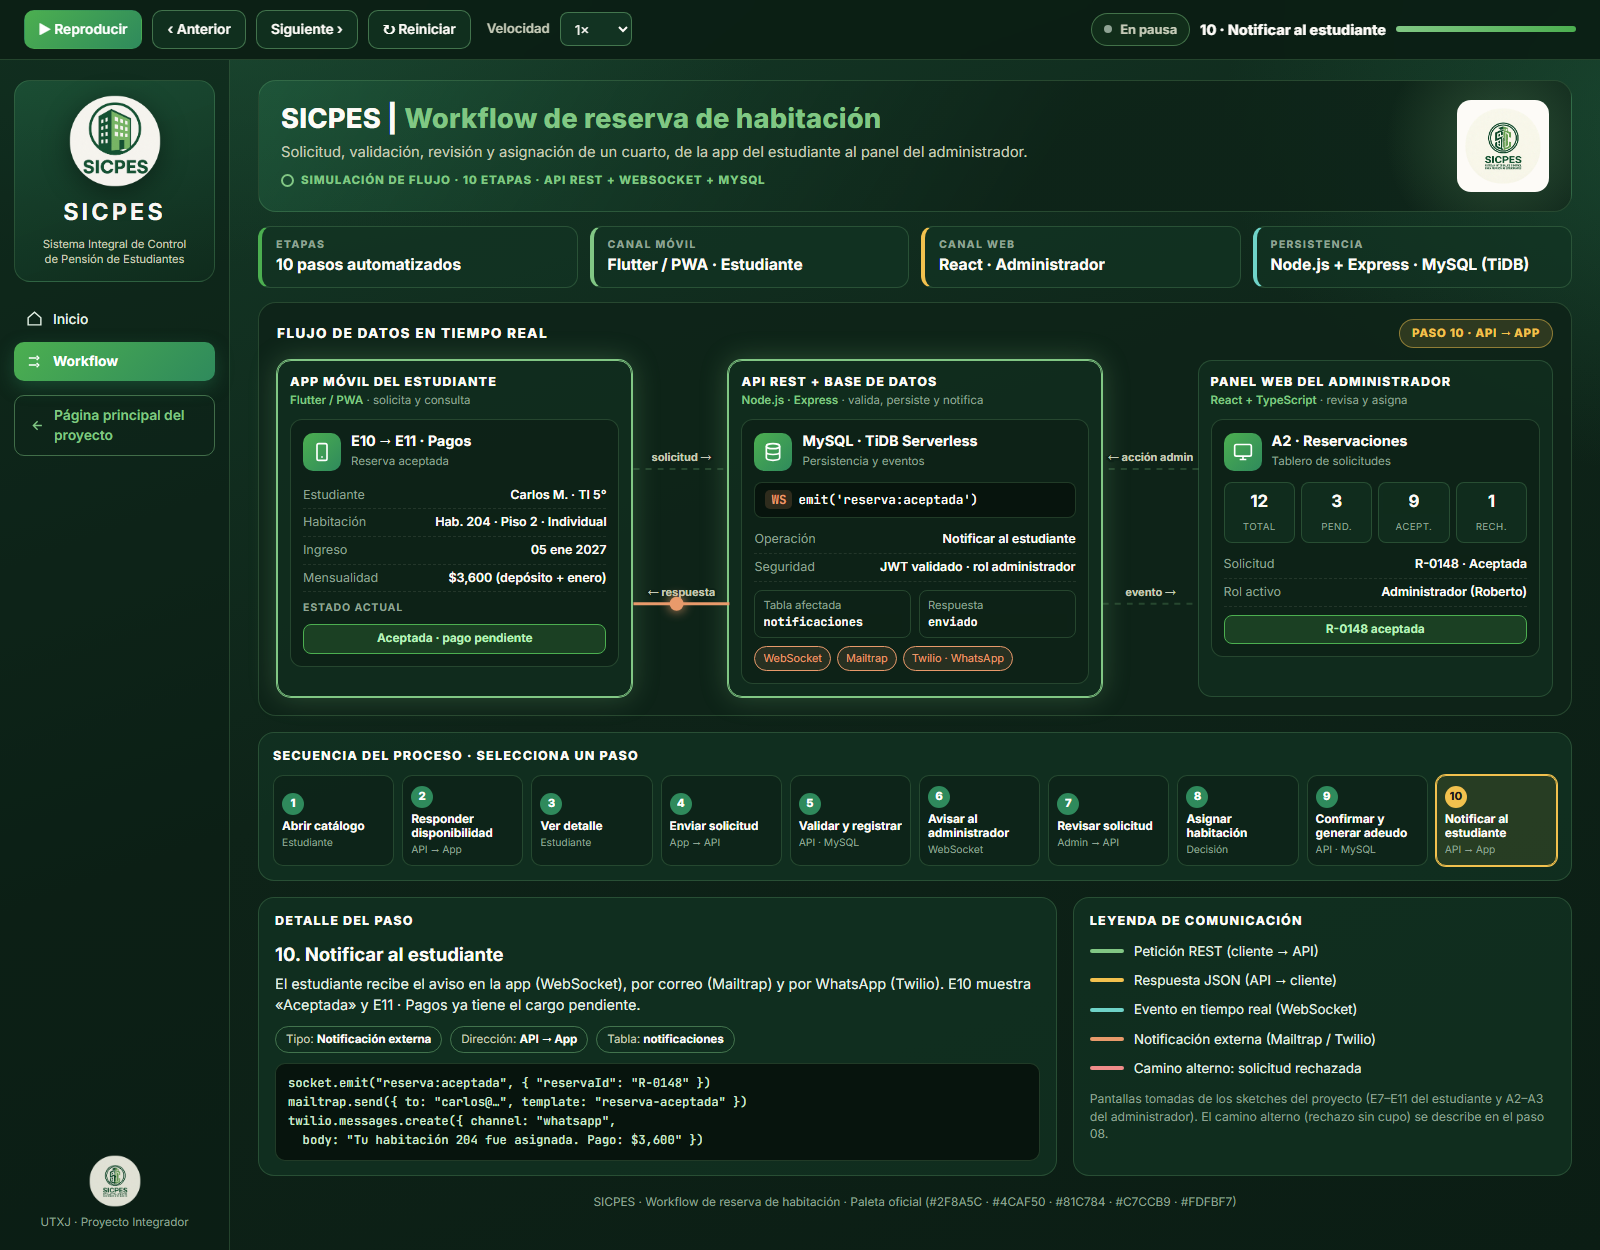 ▶ Reproducir
‹ Anterior
Siguiente ›
↻ Reiniciar
Velocidad
1×
En pausa
10 · Notificar al estudiante
SICPES
SICPES
Sistema Integral de Control
de Pensión de Estudiantes
Inicio
Workflow
← Página principal del
proyecto
UTXJ · Proyecto Integrador
SICPES | Workflow de reserva de habitación
Solicitud, validación, revisión y asignación de un cuarto, de la app del estudiante al panel del administrador.
SIMULACIÓN DE FLUJO · 10 ETAPAS · API REST + WEBSOCKET + MYSQL
SICPES
ETAPAS
10 pasos automatizados
CANAL MÓVIL
Flutter / PWA · Estudiante
CANAL WEB
React · Administrador
PERSISTENCIA
Node.js + Express · MySQL (TiDB)
FLUJO DE DATOS EN TIEMPO REAL
PASO 10 · API → APP
APP MÓVIL DEL ESTUDIANTE
Flutter / PWA · solicita y consulta
E10 → E11 · Pagos
Reserva aceptada
Estudiante Carlos M. · TI 5°
Habitación Hab. 204 · Piso 2 · Individual
Ingreso 05 ene 2027
Mensualidad $3,600 (depósito + enero)
ESTADO ACTUAL
Aceptada · pago pendiente
solicitud →
← respuesta
API REST + BASE DE DATOS
Node.js · Express · valida, persiste y notifica
MySQL · TiDB Serverless
Persistencia y eventos
WS emit('reserva:aceptada')
Operación Notificar al estudiante
Seguridad JWT validado · rol administrador
Tabla afectada
notificaciones
Respuesta
enviado
WebSocket
Mailtrap
Twilio · WhatsApp
← acción admin
evento →
PANEL WEB DEL ADMINISTRADOR
React + TypeScript · revisa y asigna
A2 · Reservaciones
Tablero de solicitudes
12
TOTAL
3
PEND.
9
ACEPT.
1
RECH.
Solicitud R-0148 · Aceptada
Rol activo Administrador (Roberto)
R-0148 aceptada
SECUENCIA DEL PROCESO · SELECCIONA UN PASO
1
Abrir catálogo
Estudiante
2
Responder
disponibilidad
API → App
3
Ver detalle
Estudiante
4
Enviar solicitud
App → API
5
Validar y registrar
API · MySQL
6
Avisar al
administrador
WebSocket
7
Revisar solicitud
Admin → API
8
Asignar
habitación
Decisión
9
Confirmar y
generar adeudo
API · MySQL
10
Notificar al
estudiante
API → App
DETALLE DEL PASO
10. Notificar al estudiante
El estudiante recibe el aviso en la app (WebSocket), por correo (Mailtrap) y por WhatsApp (Twilio). E10 muestra
«Aceptada» y E11 · Pagos ya tiene el cargo pendiente.
Tipo: Notificación externa
Dirección: API → App
Tabla: notificaciones
socket.emit("reserva:aceptada", { "reservaId": "R-0148" })
mailtrap.send({ to: "carlos@…", template: "reserva-aceptada" })
twilio.messages.create({ channel: "whatsapp",
body: "Tu habitación 204 fue asignada. Pago: $3,600" })
LEYENDA DE COMUNICACIÓN
Petición REST (cliente → API)
Respuesta JSON (API → cliente)
Evento en tiempo real (WebSocket)
Notificación externa (Mailtrap / Twilio)
Camino alterno: solicitud rechazada
Pantallas tomadas de los sketches del proyecto (E7–E11 del estudiante y A2–A3
del administrador). El camino alterno (rechazo sin cupo) se describe en el paso
08.
SICPES · Workflow de reserva de habitación · Paleta oficial (#2F8A5C · #4CAF50 · #81C784 · #C7CCB9 · #FDFBF7)